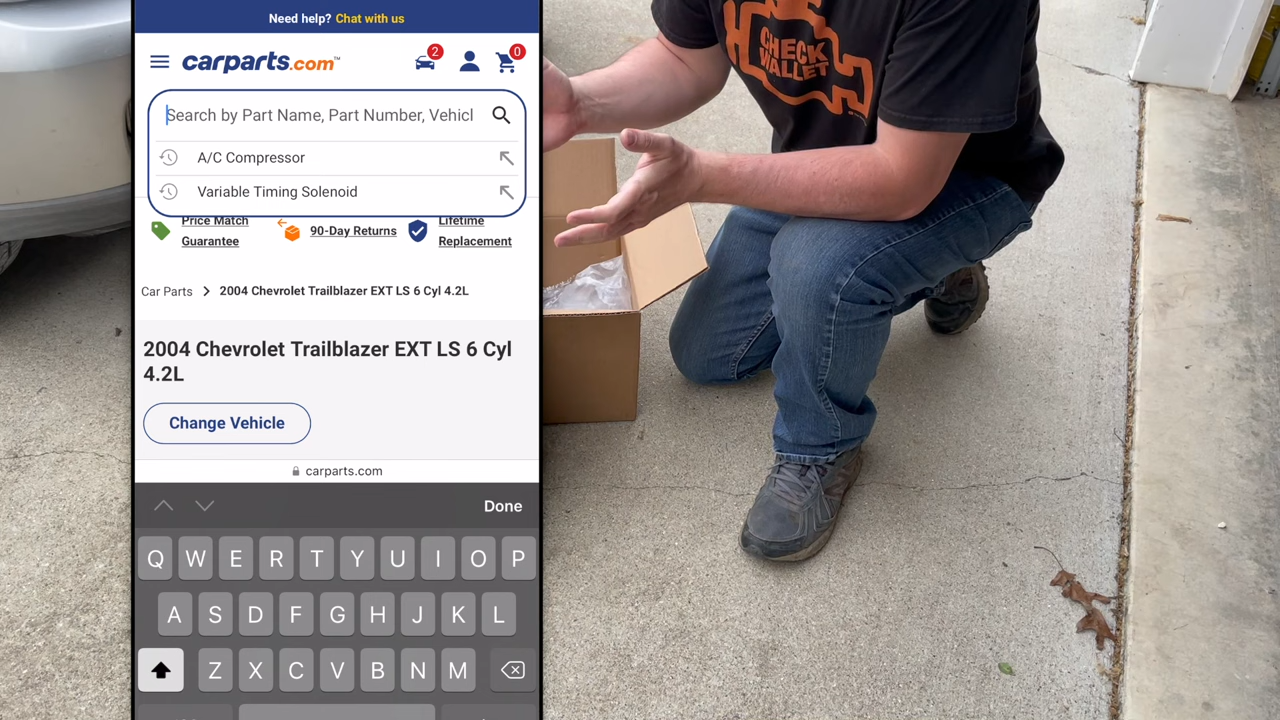 Need help? Chat with us
carparts.com™
2
0
Search by Part Name, Part Number, Vehicl
A/C Compressor
Variable Timing Solenoid
Price Match
Guarantee
90-Day Returns
Lifetime
Replacement
Car Parts > 2004 Chevrolet Trailblazer EXT LS 6 Cyl 4.2L
2004 Chevrolet Trailblazer EXT LS 6 Cyl
4.2L
Change Vehicle
carparts.com
Done
Q W E R T Y U I O P
A S D F G H J K L
Z X C V B N M
CHECK
WALLET